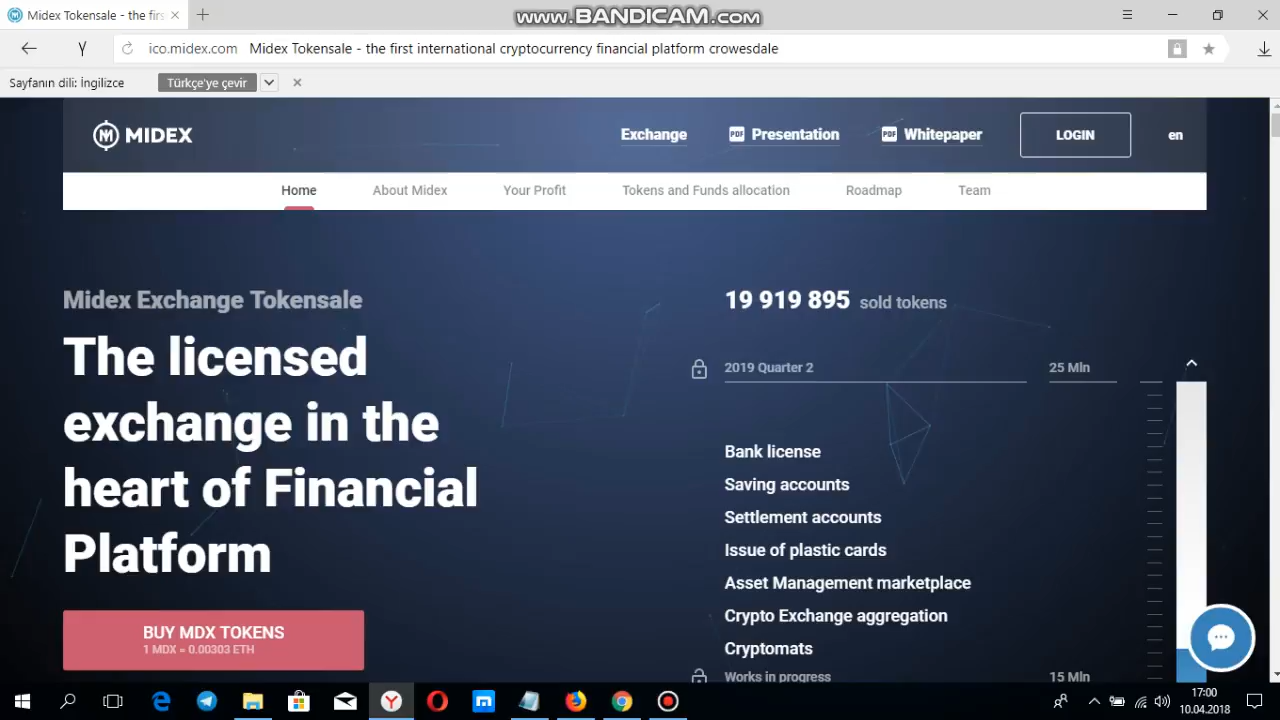 Midex Tokensale - the firs
www.BANDICAM.com
ico.midex.com Midex Tokensale - the first international cryptocurrency financial platform crowesdale
Sayfanın dili: İngilizce
Türkçe'ye çevir
MIDEX
Exchange
PDF Presentation
PDF Whitepaper
LOGIN
en
Home
About Midex
Your Profit
Tokens and Funds allocation
Roadmap
Team
Midex Exchange Tokensale
The licensed
exchange in the
heart of Financial
Platform
BUY MDX TOKENS
1 MDX = 0.00303 ETH
19 919 895 sold tokens
2019 Quarter 2
25 Mln
Bank license
Saving accounts
Settlement accounts
Issue of plastic cards
Asset Management marketplace
Crypto Exchange aggregation
Cryptomats
Works in progress
15 Mln
17:00
10.04.2018